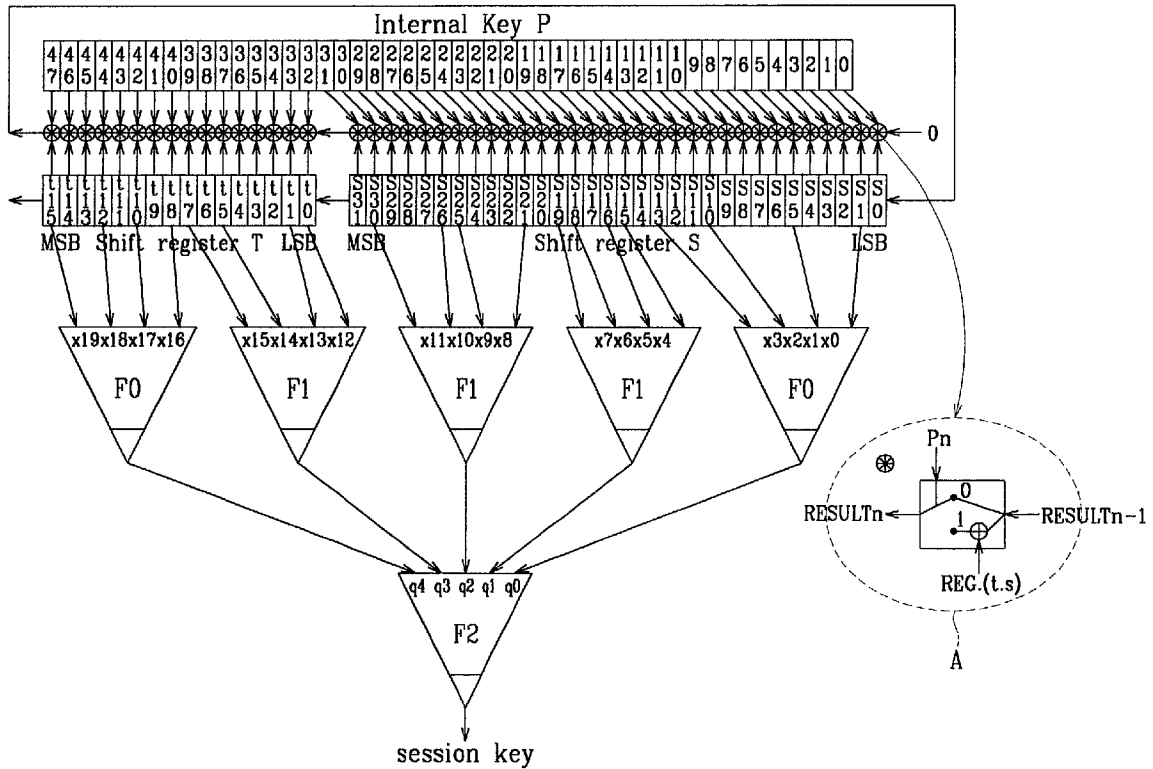 Internal Key P
47 46 45 44 43 42 41 40 39 38 37 36 35 34 33 32 31 30 29 28 27 26 25 24 23 22 21 20 19 18 17 16 15 14 13 12 11 10 9 8 7 6 5 4 3 2 1 0
0
t15 t14 t13 t12 t11 t10 t9 t8 t7 t6 t5 t4 t3 t2 t1 t0
S31 S30 S29 S28 S27 S26 S25 S24 S23 S22 S21 S20 S19 S18 S17 S16 S15 S14 S13 S12 S11 S10 S9 S8 S7 S6 S5 S4 S3 S2 S1 S0
MSB Shift register T LSB
MSB Shift register S LSB
x19x18x17x16
x15x14x13x12
x11x10x9x8
x7x6x5x4
x3x2x1x0
F0
F1
F1
F1
F0
Pn
0
RESULTn
1
RESULTn-1
REG.(t.s)
q4 q3 q2 q1 q0
F2
A
session key